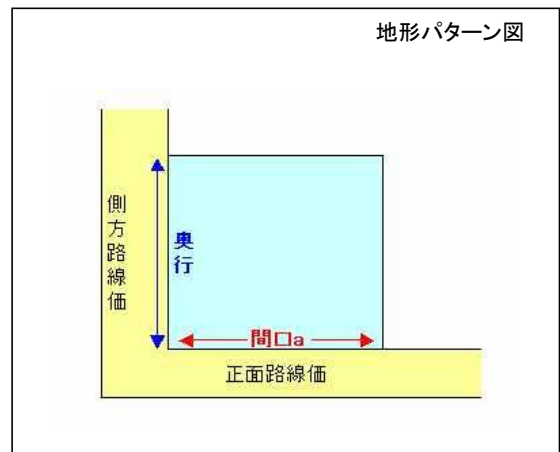 地形パターン図
側方路線価
奥行
間口a
正面路線価